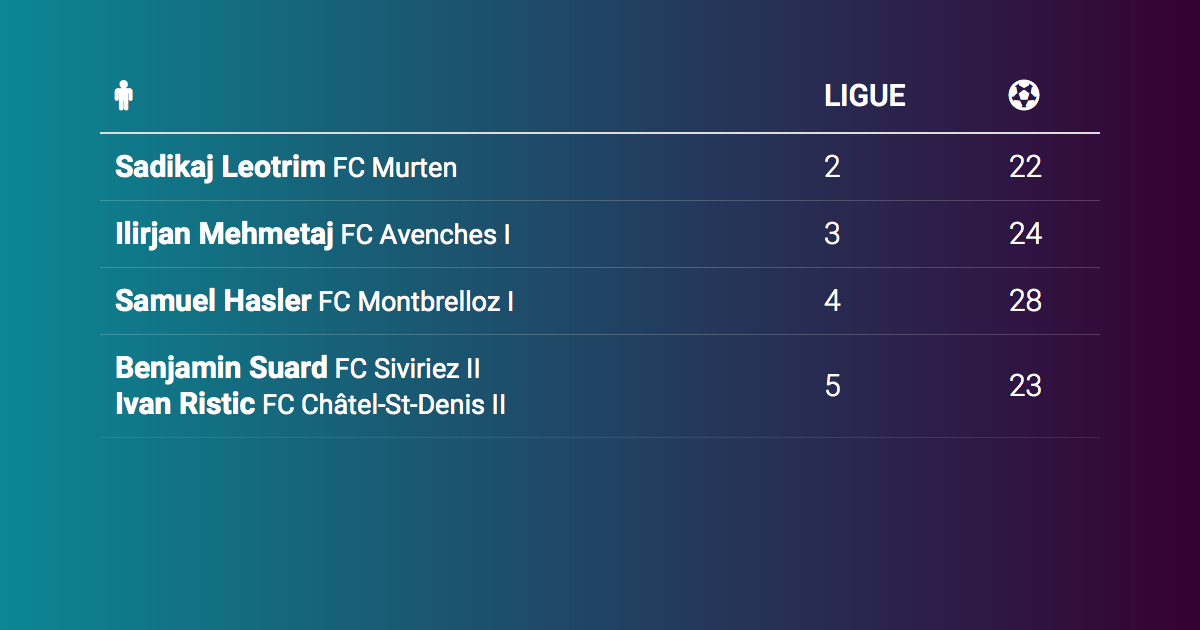 LIGUE
Sadikaj Leotrim FC Murten 2 22
Ilirjan Mehmetaj FC Avenches I 3 24
Samuel Hasler FC Montbrelloz I 4 28
Benjamin Suard FC Siviriez II
Ivan Ristic FC Châtel-St-Denis II
5 23